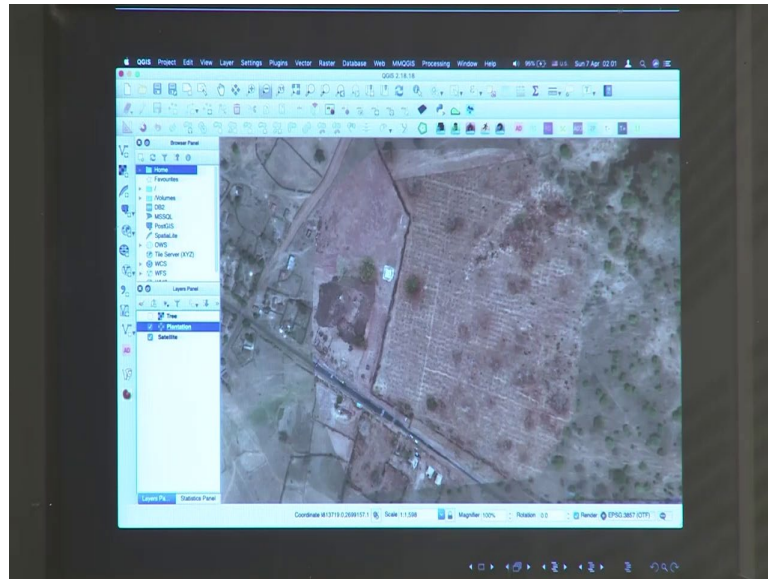 QGIS Project Edit View Layer Settings Plugins Vector Raster Database Web MMQGIS Processing Window Help 95% U.S. Sun 7 Apr 02:01
QGIS 2.18.18
Browser Panel
Home
Favourites
/
/Volumes
DB2
MSSQL
PostGIS
SpatiaLite
OWS
Tile Server (XYZ)
WCS
WFS
Layers Panel
Tree
Plantation
Satellite
Layers Pa... Statistics Panel
Coordinate Scale 1:1,598 Magnifier 100% Rotation 0.0 Render EPSG:3857 (OTF)